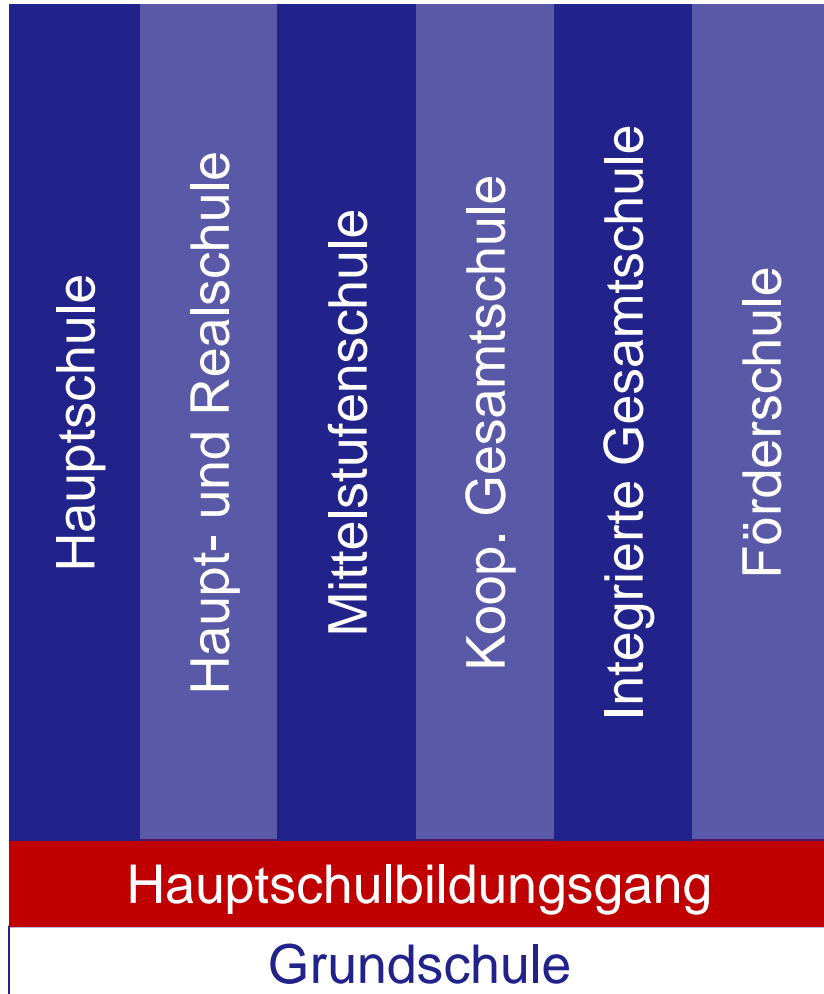 Hauptschule
Haupt- und Realschule
Mittelstufenschule
Koop. Gesamtschule
Integrierte Gesamtschule
Förderschule
Hauptschulbildungsgang
Grundschule